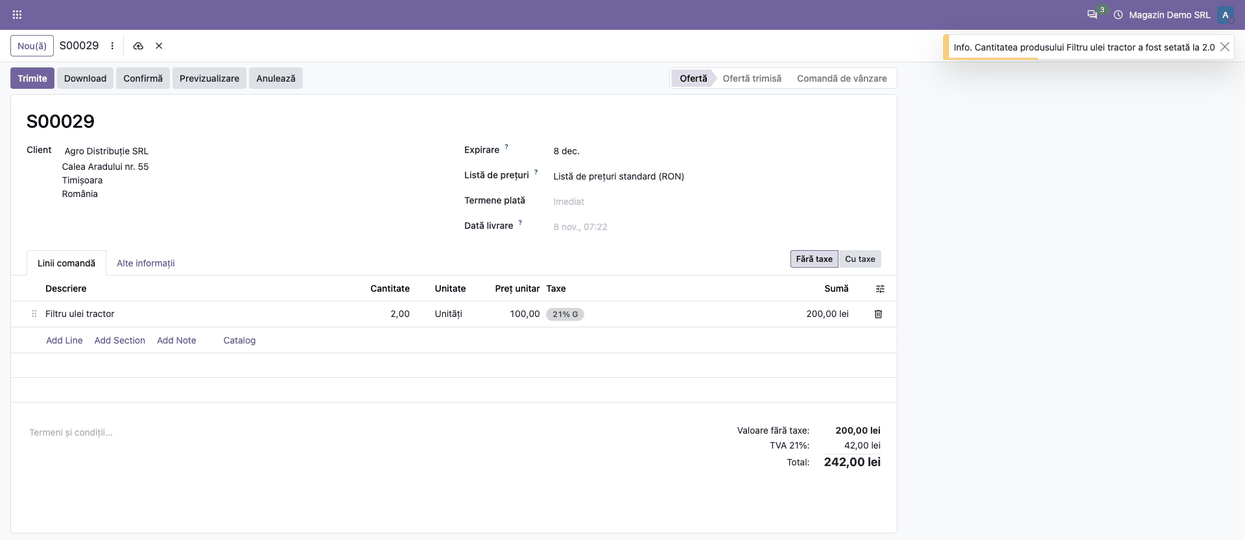 3
Magazin Demo SRL
A
Nou(ă)
S00029
Info. Cantitatea produsului Filtru ulei tractor a fost setată la 2.0
Trimite
Download
Confirmă
Previzualizare
Anulează
Ofertă
Ofertă trimisă
Comandă de vânzare
S00029
Client
Agro Distribuție SRL
Calea Aradului nr. 55
Timișoara
România
Expirare ?
8 dec.
Listă de prețuri ?
Listă de prețuri standard (RON)
Termene plată
Imediat
Dată livrare ?
8 nov., 07:22
Linii comandă
Alte informații
Fără taxe
Cu taxe
Descriere
Cantitate
Unitate
Preț unitar
Taxe
Sumă
Filtru ulei tractor
2,00
Unități
100,00
21% G
200,00 lei
Add Line
Add Section
Add Note
Catalog
Termeni și condiții...
Valoare fără taxe: 200,00 lei
TVA 21%: 42,00 lei
Total: 242,00 lei